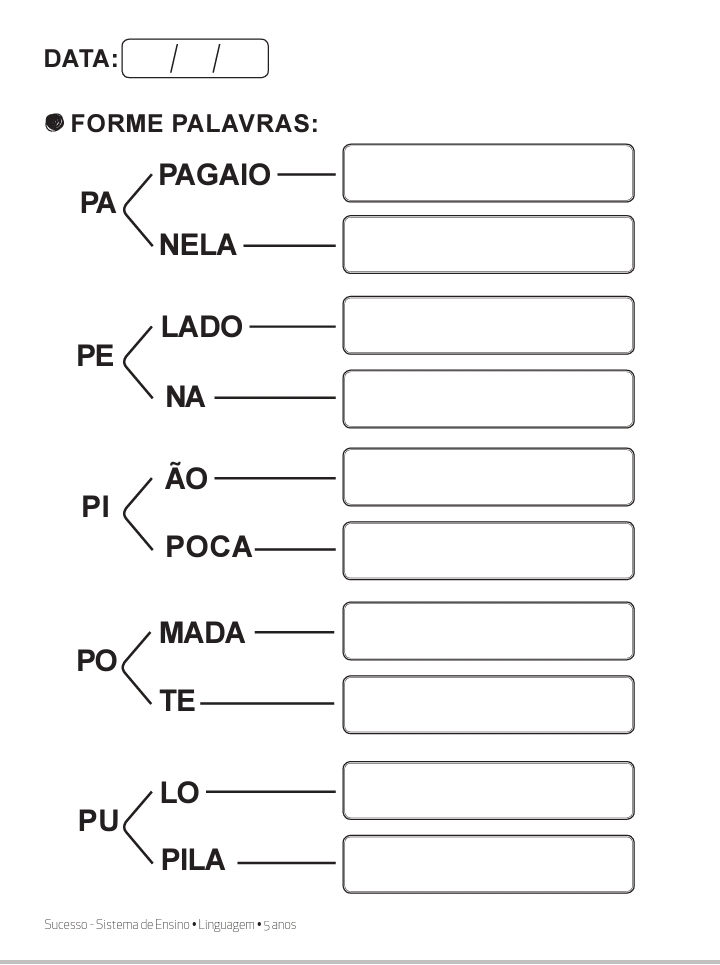 DATA: / /
FORME PALAVRAS:
PAGAIO
PA
NELA
LADO
PE
NA
ÃO
PI
POCA
MADA
PO
TE
LO
PU
PILA
Sucesso - Sistema de Ensino • Linguagem • 5 anos